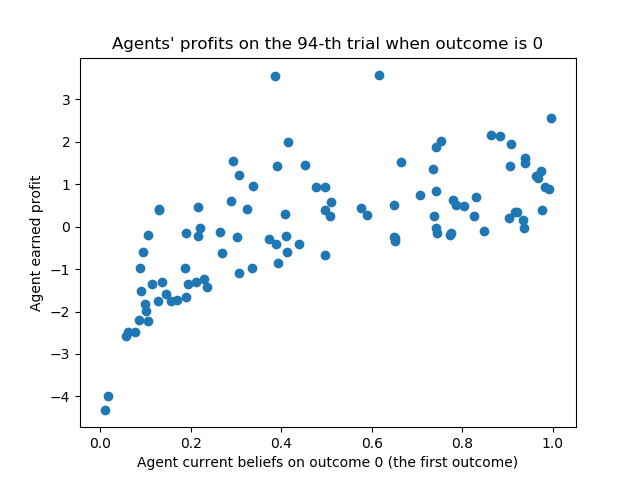 Agents' profits on the 94-th trial when outcome is 0
3
2
1
0
−1
−2
−3
−4
Agent earned profit
0.0 0.2 0.4 0.6 0.8 1.0
Agent current beliefs on outcome 0 (the first outcome)